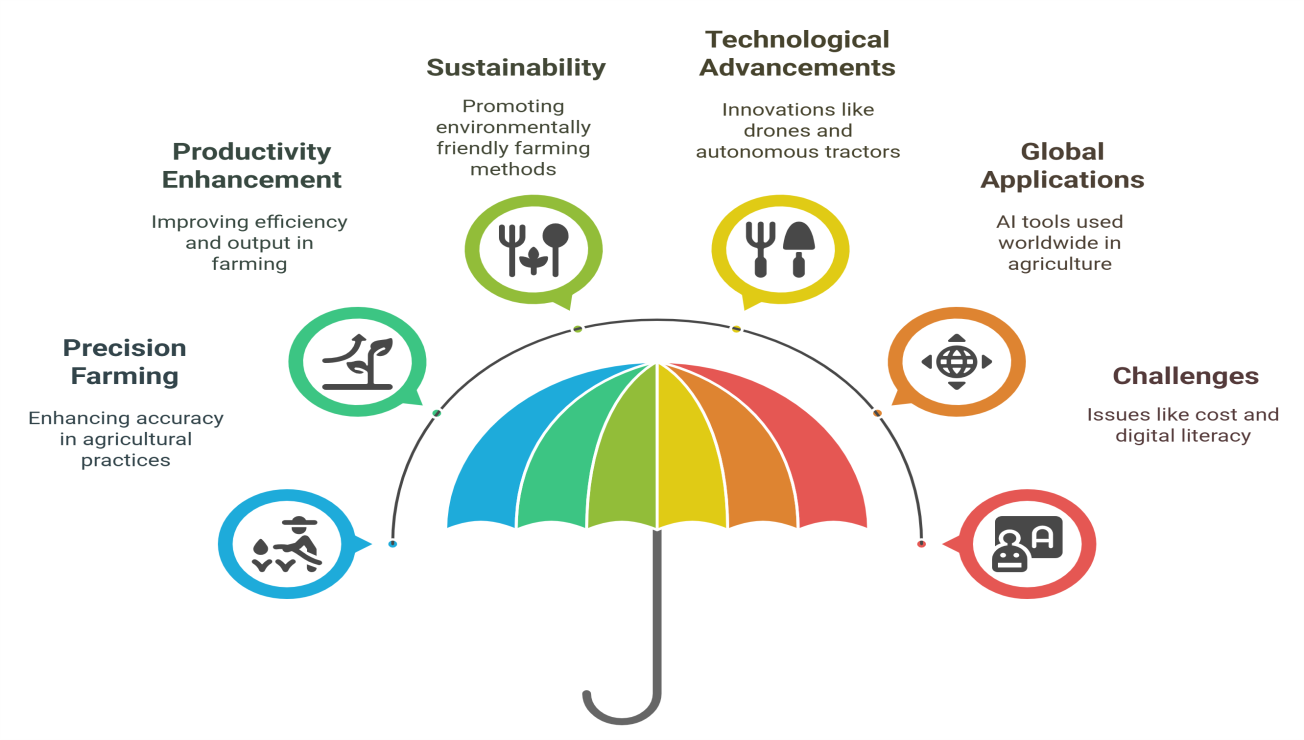 Precision
Farming
Enhancing accuracy
in agricultural
practices
Productivity
Enhancement
Improving efficiency
and output in
farming
Sustainability
Promoting
environmentally
friendly farming
methods
Technological
Advancements
Innovations like
drones and
autonomous tractors
Global
Applications
AI tools used
worldwide in
agriculture
Challenges
Issues like cost and
digital literacy
A